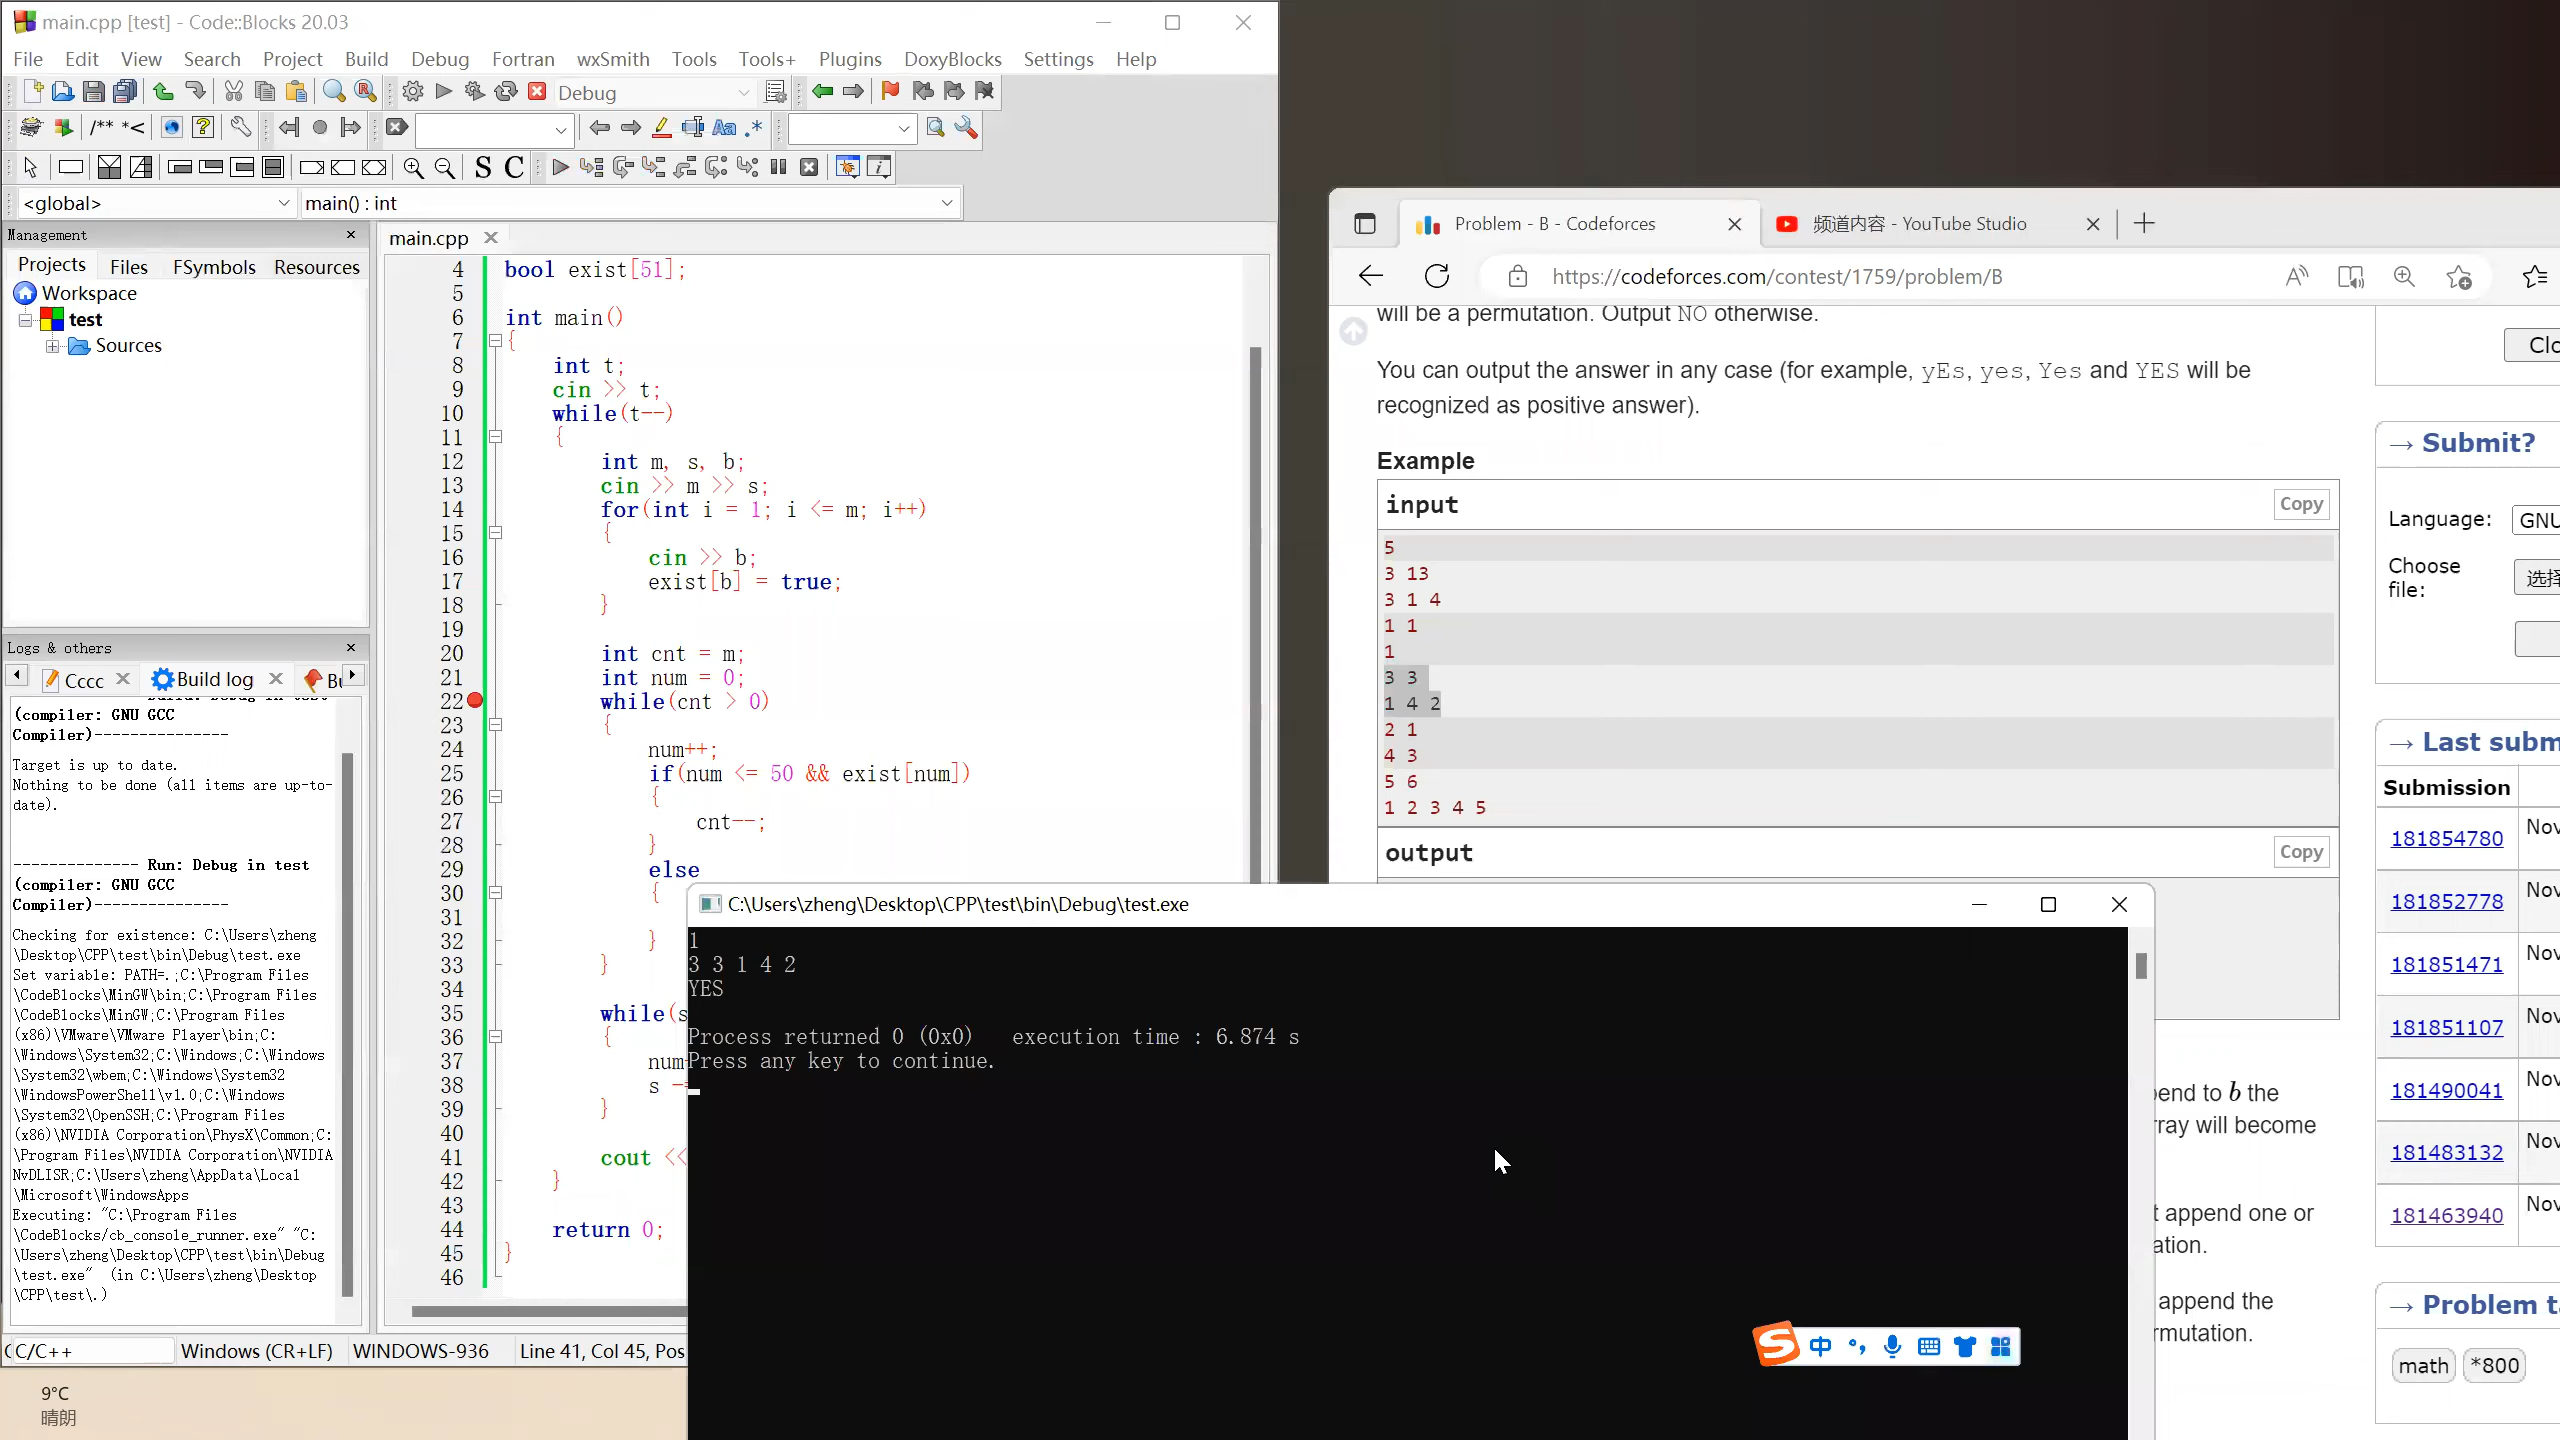 main.cpp [test] - Code::Blocks 20.03
File Edit View Search Project Build Debug Fortran wxSmith Tools Tools+ Plugins DoxyBlocks Settings Help
Debug
/** *<
Aa .*
S C
<global>
main() : int
Management
Projects Files FSymbols Resources
Workspace
test
Sources
Logs & others
Cccc Build log
(compiler: GNU GCC
Compiler)---------------
Target is up to date.
Nothing to be done (all items are up-to-
date).
-------------- Run: Debug in test
(compiler: GNU GCC
Compiler)---------------
Checking for existence: C:\Users\zheng
\Desktop\CPP\test\bin\Debug\test.exe
Set variable: PATH=.;C:\Program Files
\CodeBlocks\MinGW\bin;C:\Program Files
\CodeBlocks\MinGW;C:\Program Files
(x86)\VMware\VMware Player\bin;C:
\Windows\System32;C:\Windows;C:\Windows
\System32\wbem;C:\Windows\System32
\WindowsPowerShell\v1.0;C:\Windows
\System32\OpenSSH;C:\Program Files
(x86)\NVIDIA Corporation\PhysX\Common;C:
\Program Files\NVIDIA Corporation\NVIDIA
NvDLISR;C:\Users\zheng\AppData\Local
\Microsoft\WindowsApps
Executing: "C:\Program Files
\CodeBlocks/cb_console_runner.exe" "C:
\Users\zheng\Desktop\CPP\test\bin\Debug
\test.exe" (in C:\Users\zheng\Desktop
\CPP\test\.)
main.cpp
4 bool exist[51];
5
6 int main()
7 {
8 int t;
9 cin >> t;
10 while(t--)
11 {
12 int m, s, b;
13 cin >> m >> s;
14 for(int i = 1; i <= m; i++)
15 {
16 cin >> b;
17 exist[b] = true;
18 }
19
20 int cnt = m;
21 int num = 0;
22 while(cnt > 0)
23 {
24 num++;
25 if(num <= 50 && exist[num])
26 {
27 cnt--;
28 }
29 else
30 {
31
32 }
33 }
34
35 while(s
36 {
37 num
38 s -=
39 }
40
41 cout <<
42 }
43
44 return 0;
45 }
46
C/C++ Windows (CR+LF) WINDOWS-936 Line 41, Col 45, Pos
9°C
晴朗
C:\Users\zheng\Desktop\CPP\test\bin\Debug\test.exe
1
3 3 1 4 2
YES
Process returned 0 (0x0) execution time : 6.874 s
Press any key to continue.
中
Problem - B - Codeforces
频道内容 - YouTube Studio
https://codeforces.com/contest/1759/problem/B
will be a permutation. Output NO otherwise.
You can output the answer in any case (for example, yEs, yes, Yes and YES will be
recognized as positive answer).
Example
input Copy
5
3 13
3 1 4
1 1
1
3 3
1 4 2
2 1
4 3
5 6
1 2 3 4 5
output Copy
end to b the
ray will become
t append one or
ation.
append the
rmutation.
Clo
→ Submit?
Language: GNU
Choose
file:
选择
→ Last subm
Submission
181854780 Nov
181852778 Nov
181851471 Nov
181851107 Nov
181490041 Nov
181483132 Nov
181463940 Nov
→ Problem ta
math *800